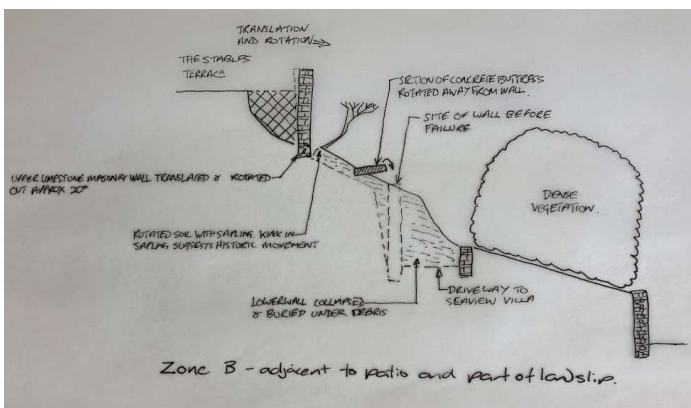 TRANSLATION
AND ROTATION
THE STABLES
TERRACE
SECTION OF CONCRETE BUTTRESS
ROTATED AWAY FROM WALL.
SITE OF WALL BEFORE
FAILURE
UPPER LIMESTONE MASONRY WALL TRANSLATED & ROTATED
OUT APPROX 20°
DENSE
VEGETATION.
ROTATED SOIL WITH SAPLING. KINK IN
SAPLING SUGGESTS HISTORIC MOVEMENT
LOWER WALL COLLAPSED
& BURIED UNDER DEBRIS
DRIVEWAY TO
SEAVIEW VILLA
Zone B - adjacent to patio and part of landslip.